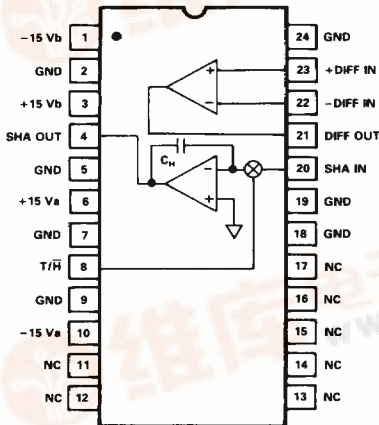 -15 Vb 1
GND 2
+15 Vb 3
SHA OUT 4
GND 5
+15 Va 6
GND 7
T/H̅ 8
GND 9
-15 Va 10
NC 11
NC 12
24 GND
23 +DIFF IN
22 -DIFF IN
21 DIFF OUT
20 SHA IN
19 GND
18 GND
17 NC
16 NC
15 NC
14 NC
13 NC
+
-
CH
-
+